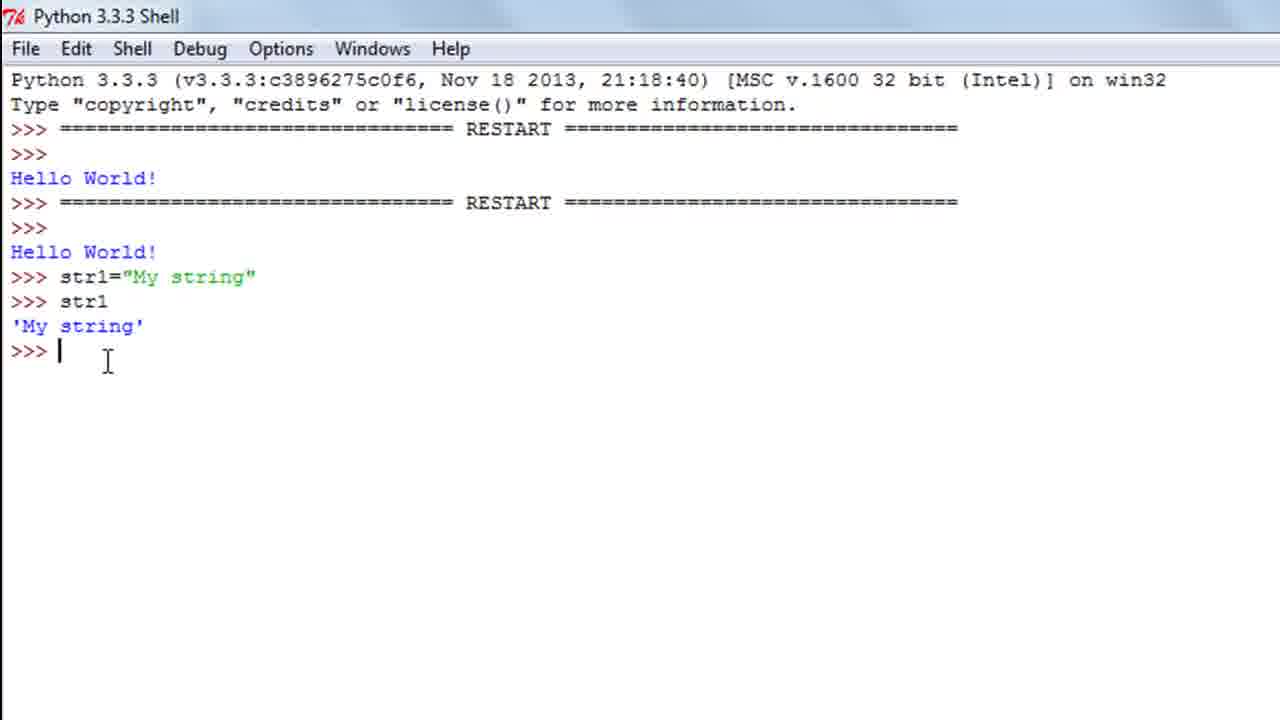 Python 3.3.3 Shell
File Edit Shell Debug Options Windows Help
Python 3.3.3 (v3.3.3:c3896275c0f6, Nov 18 2013, 21:18:40) [MSC v.1600 32 bit (Intel)] on win32
Type "copyright", "credits" or "license()" for more information.
>>> ================================ RESTART ================================
>>>
Hello World!
>>> ================================ RESTART ================================
>>>
Hello World!
>>> str1="My string"
>>> str1
'My string'
>>>